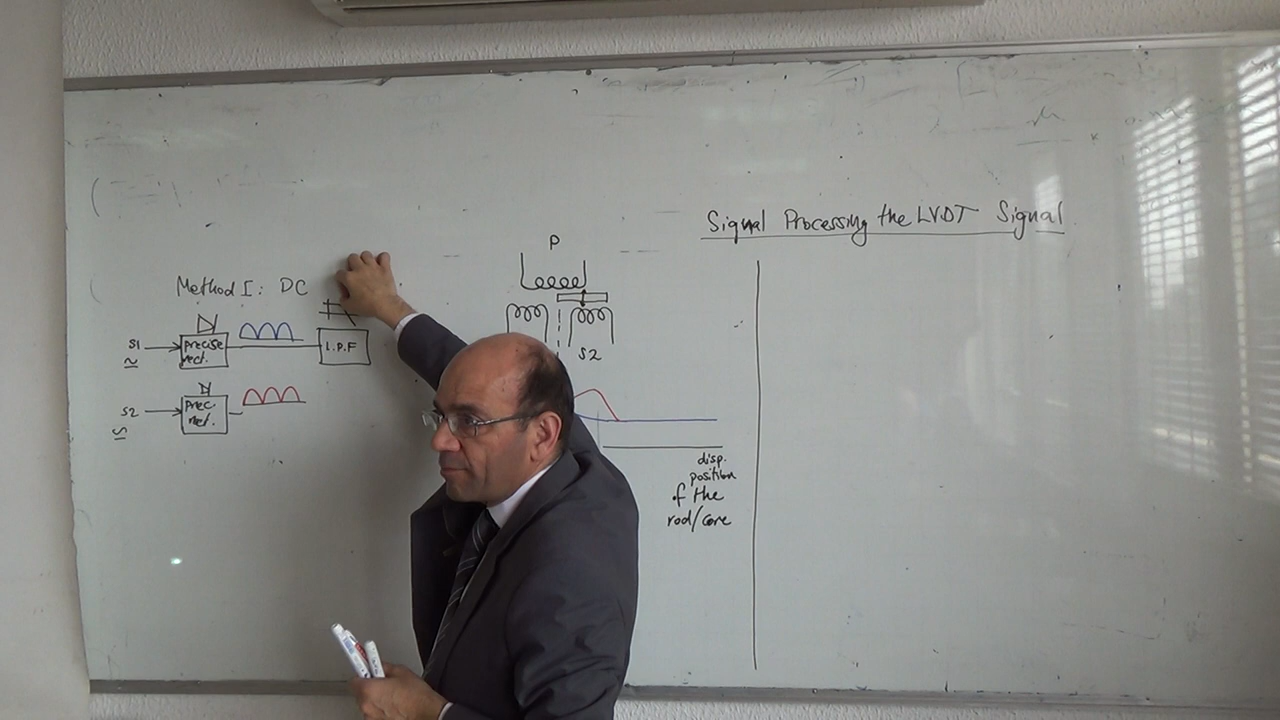 Signal Processing the LVDT Signal
P
Method I: DC
S1
precise
rect.
L.P.F
S2
S2
Prec.
rect.
disp.
position
of the
rod/core